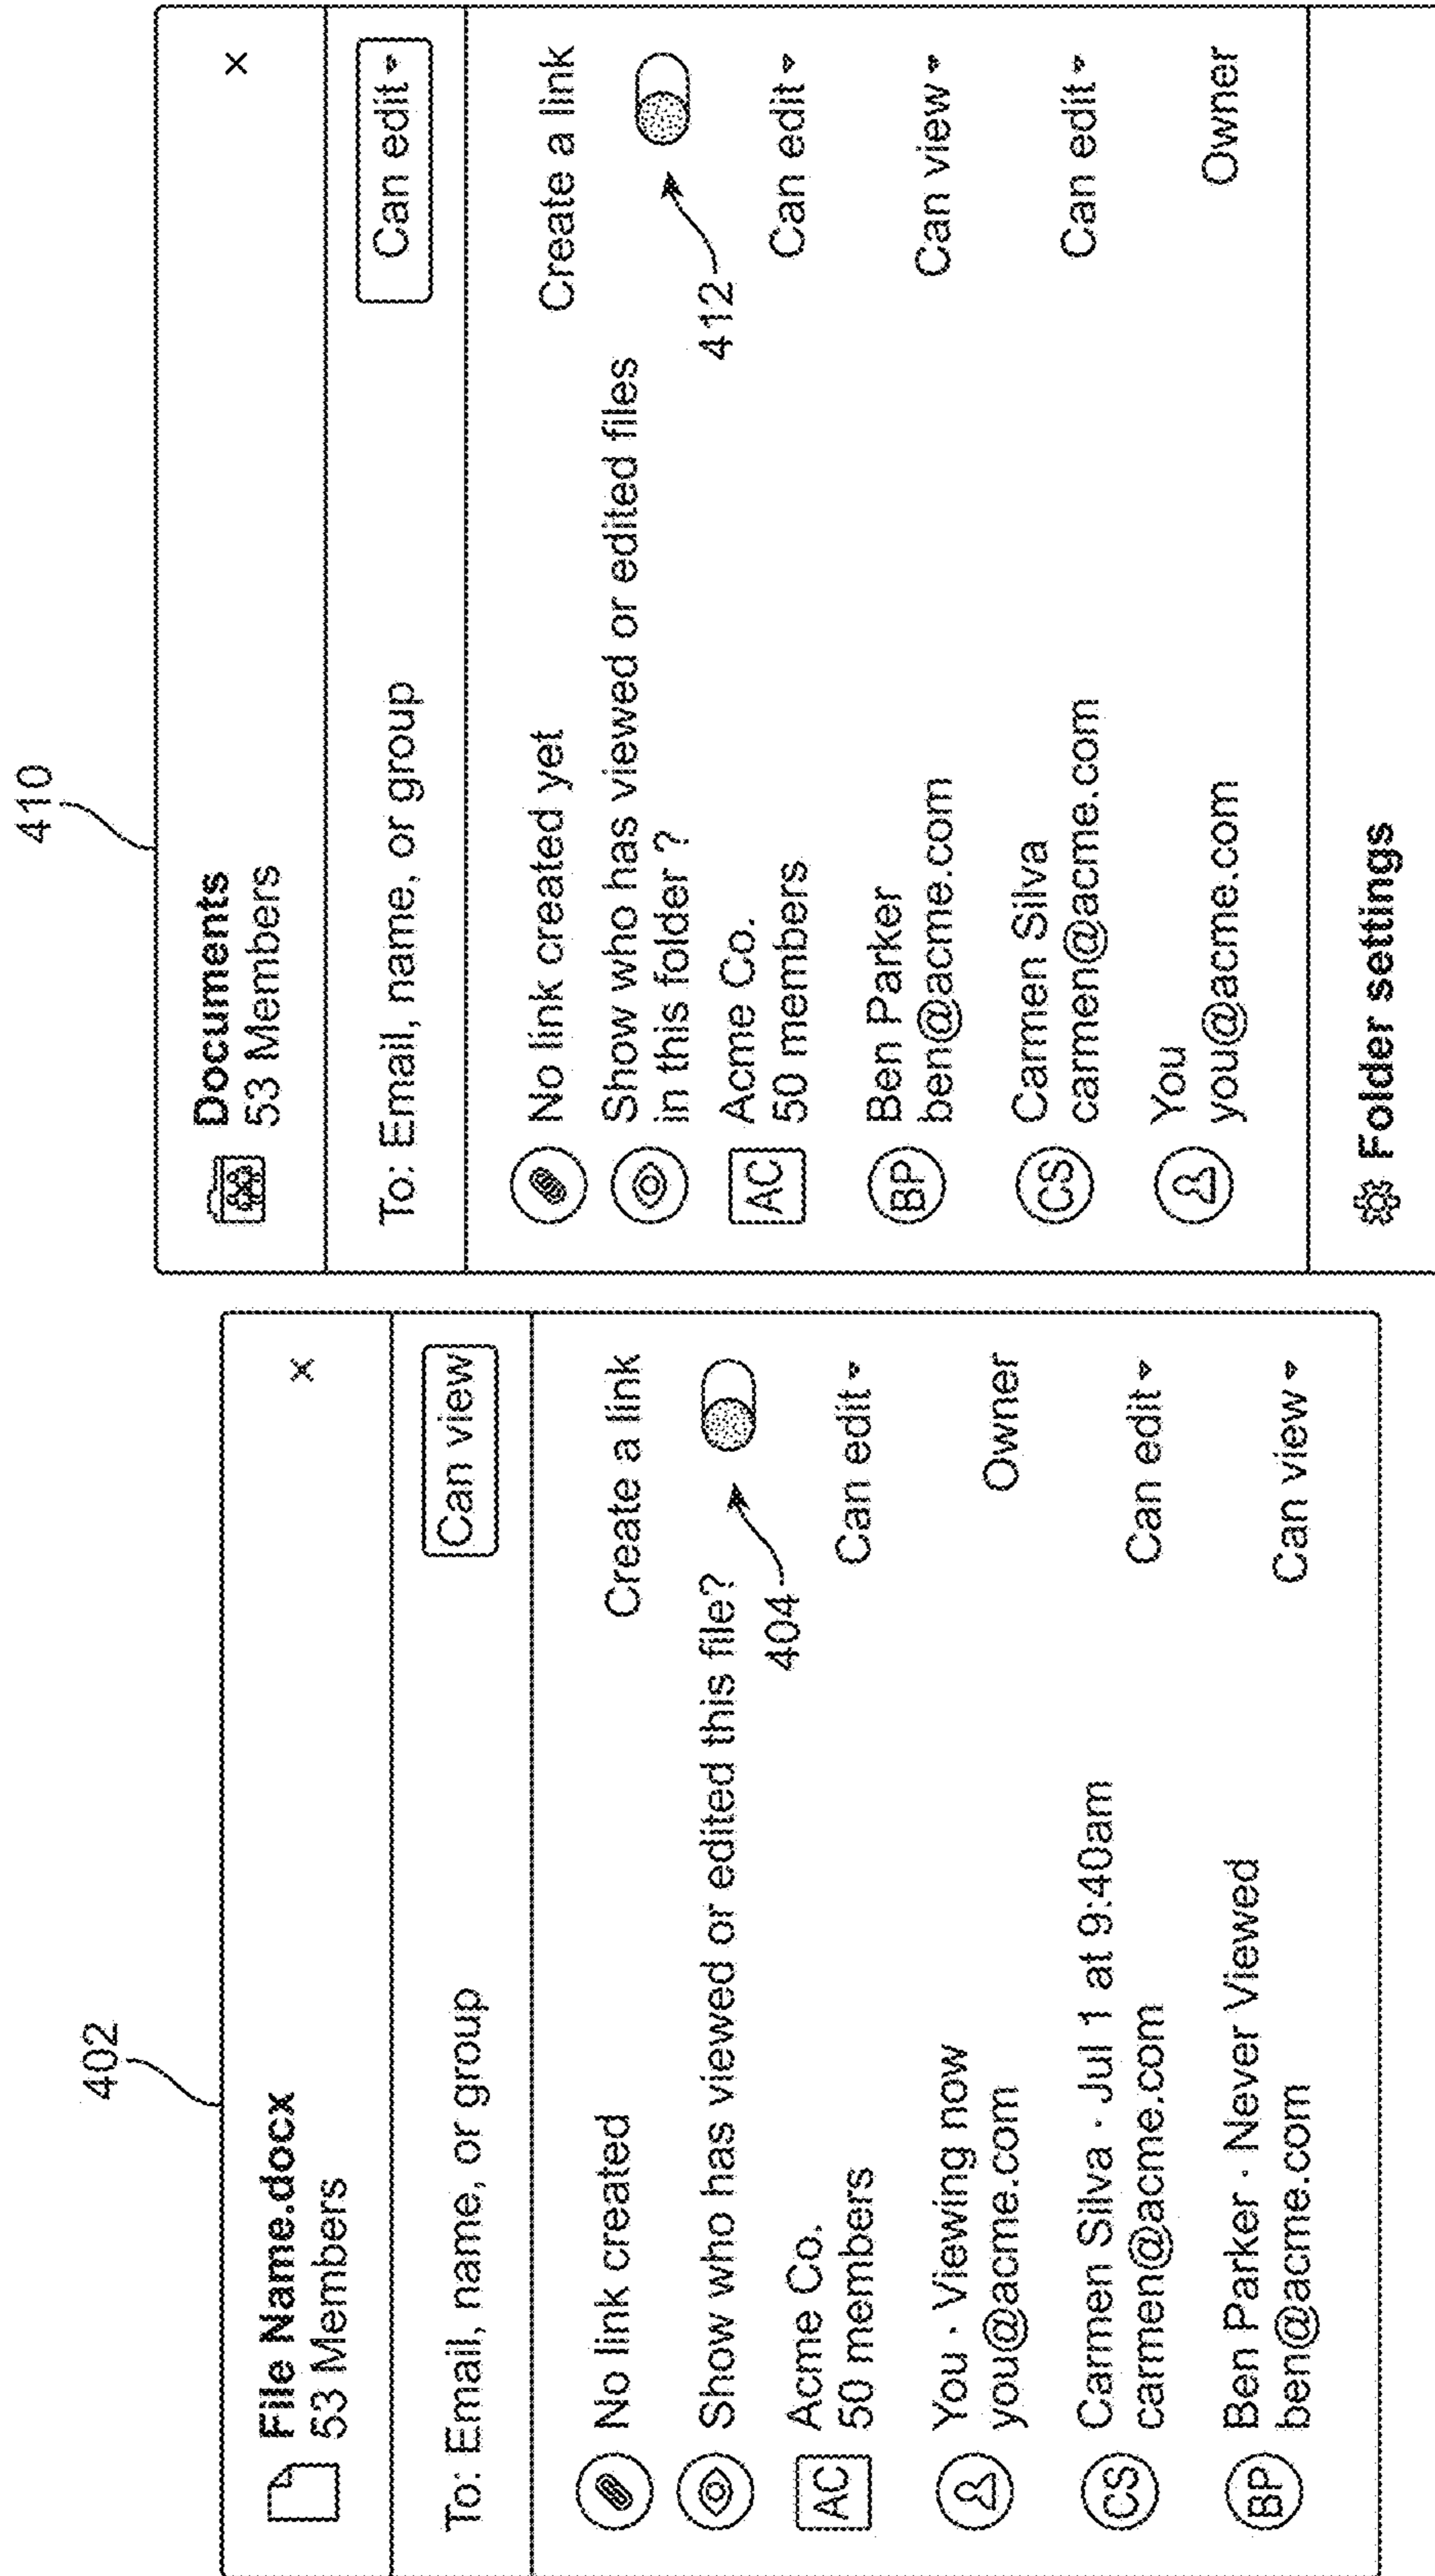 402
File Name.docx
53 Members
×
To: Email, name, or group
Can view
No link created
Create a link
Show who has viewed or edited this file?
404
AC
Acme Co.
50 members
Can edit
You · Viewing now
you@acme.com
Owner
CS
Carmen Silva · Jul 1 at 9:40am
carmen@acme.com
Can edit
BP
Ben Parker · Never Viewed
ben@acme.com
Can view
410
Documents
53 Members
×
To: Email, name, or group
Can edit
No link created yet
Create a link
Show who has viewed or edited files
in this folder ?
412
AC
Acme Co.
50 members
Can edit
BP
Ben Parker
ben@acme.com
Can view
CS
Carmen Silva
carmen@acme.com
Can edit
You
you@acme.com
Owner
Folder settings